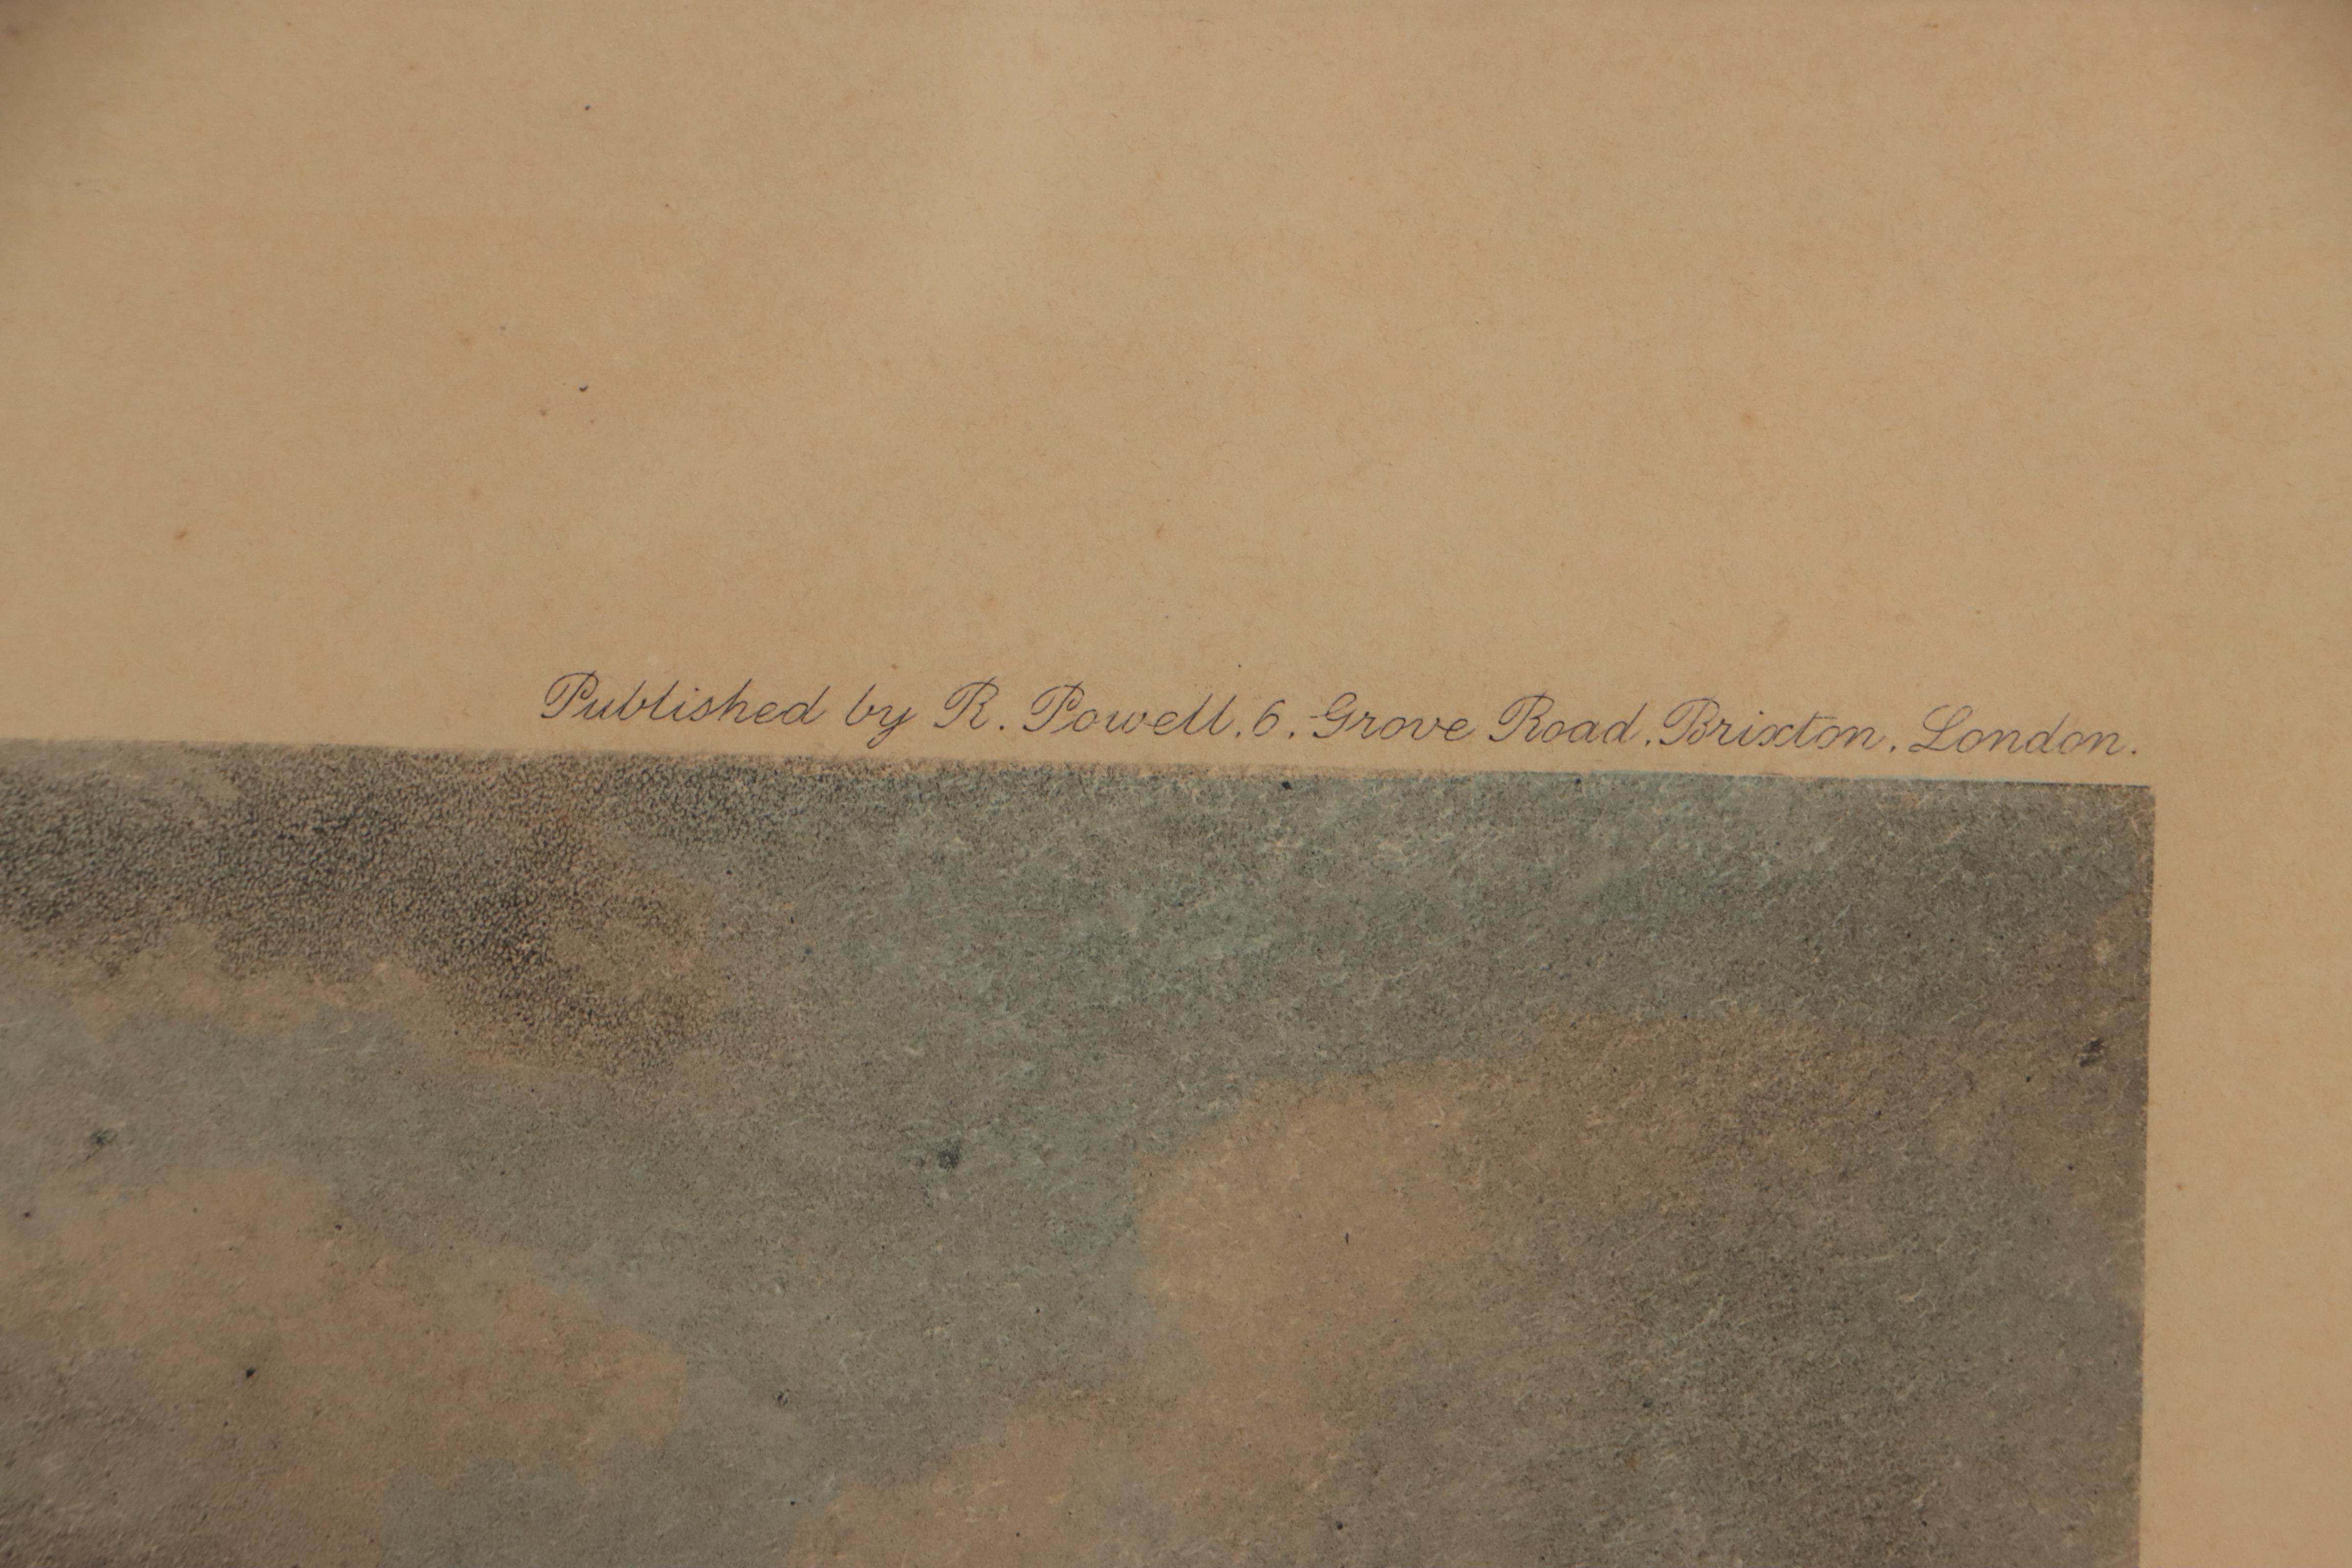 Published by R. Powell. 6. Grove Road. Brixton. London.